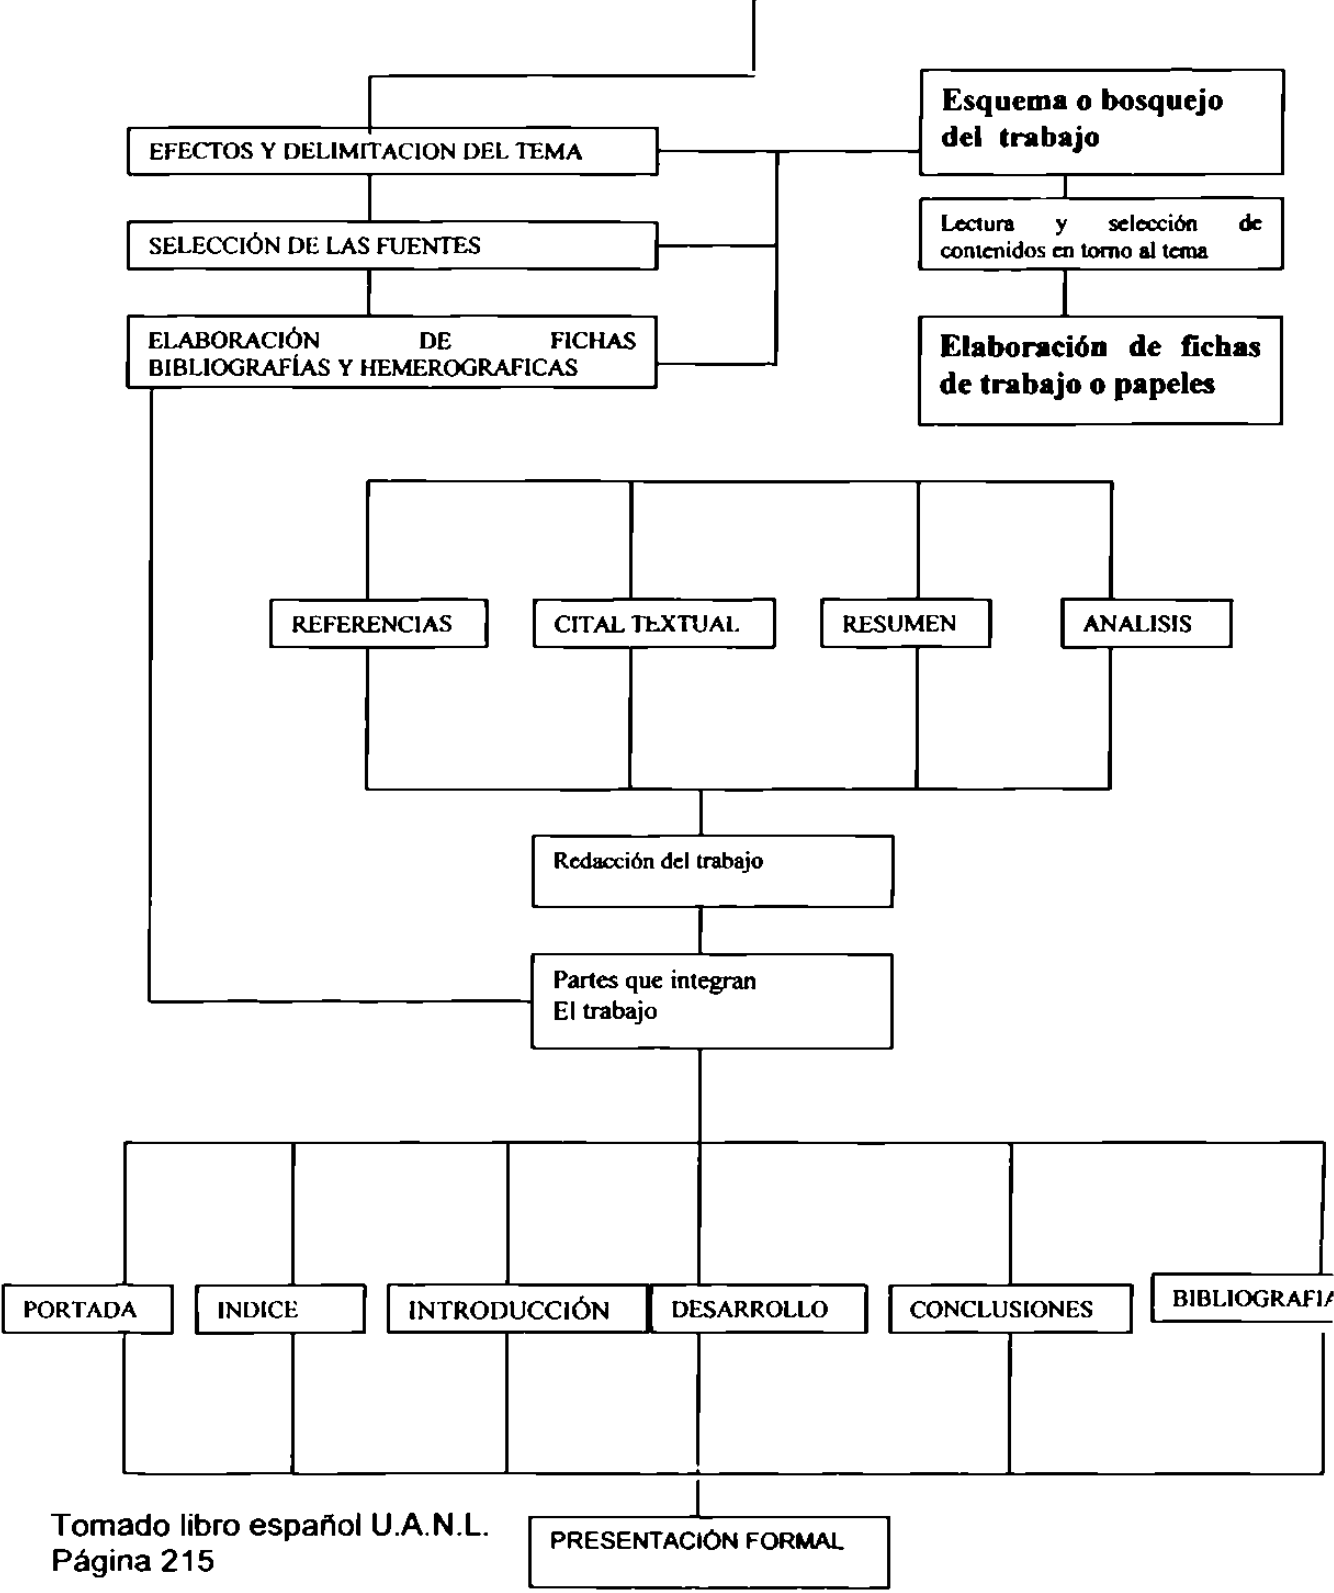 EFECTOS Y DELIMITACION DEL TEMA
SELECCIÓN DE LAS FUENTES
ELABORACIÓN DE FICHAS
BIBLIOGRAFÍAS Y HEMEROGRAFICAS
Esquema o bosquejo
del trabajo
Lectura y selección de
contenidos en torno al tema
Elaboración de fichas
de trabajo o papeles
REFERENCIAS
CITAL TEXTUAL
RESUMEN
ANALISIS
Redacción del trabajo
Partes que integran
El trabajo
PORTADA
INDICE
INTRODUCCIÓN
DESARROLLO
CONCLUSIONES
BIBLIOGRAFIA
PRESENTACIÓN FORMAL
Tomado libro español U.A.N.L.
Página 215